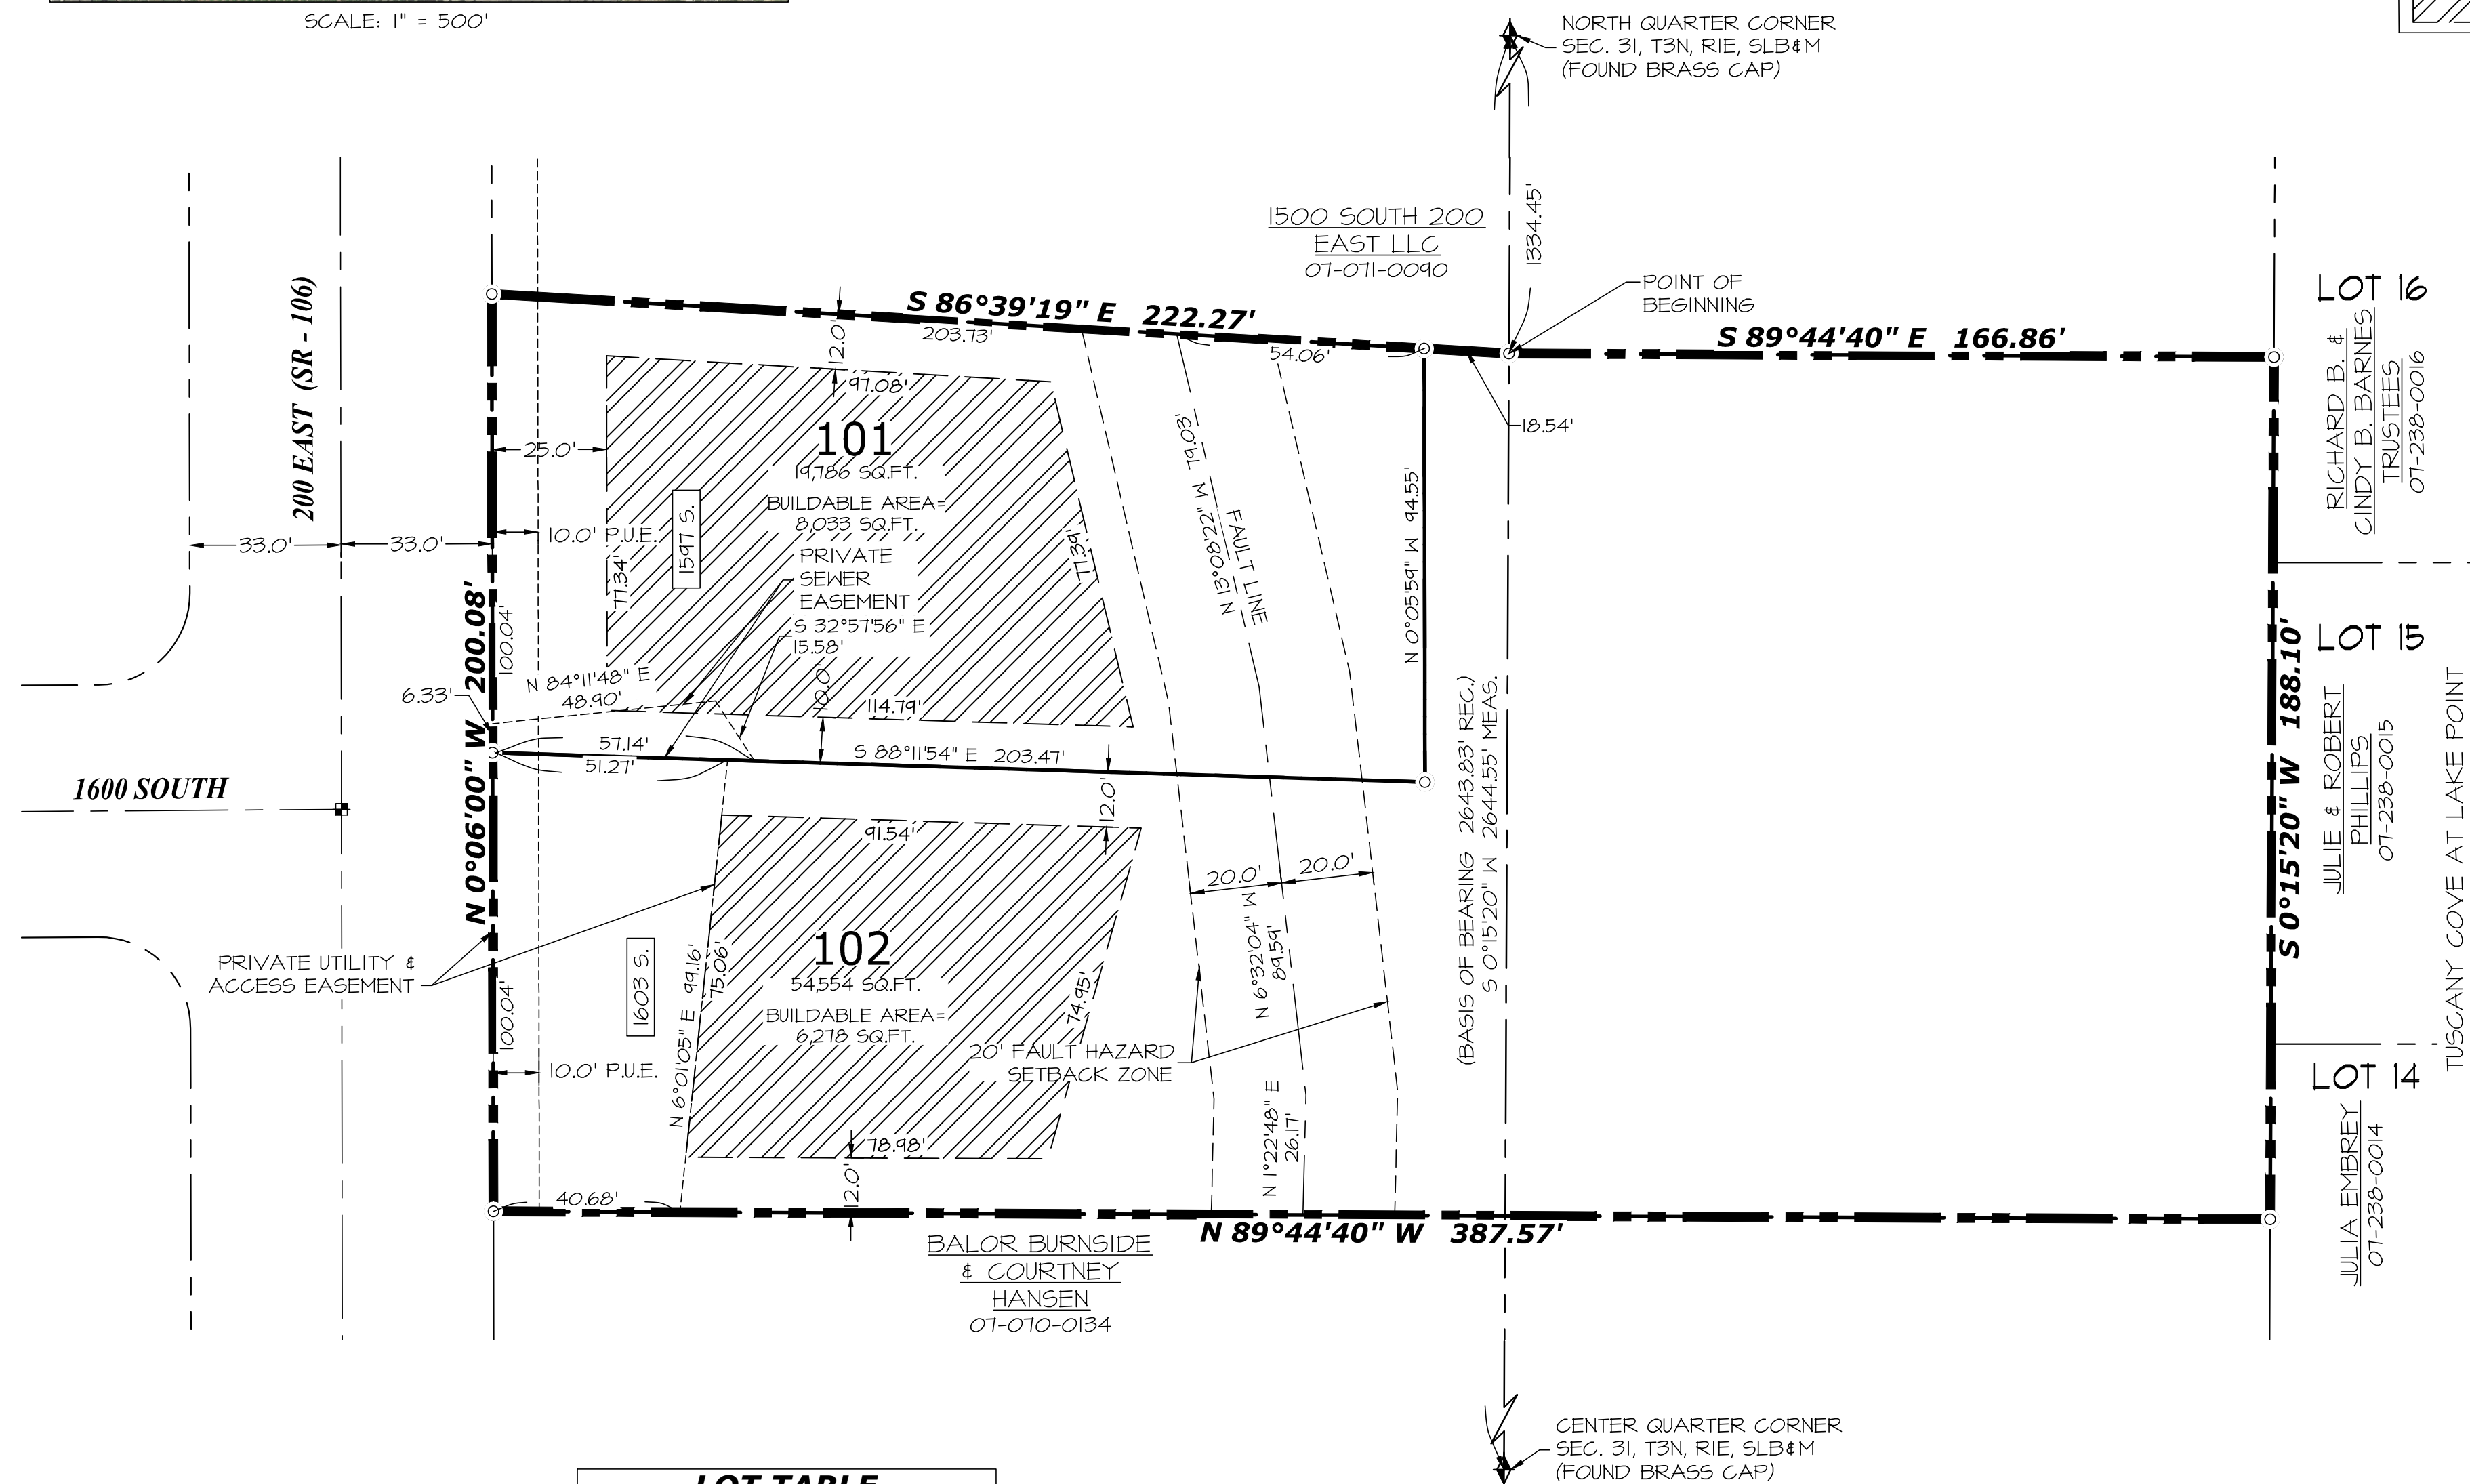 SCALE: 1" = 500'
NORTH QUARTER CORNER
SEC. 31, T3N, R1E, SLB&M
(FOUND BRASS CAP)
1500 SOUTH 200
EAST LLC
07-071-0090
1334.45'
POINT OF
BEGINNING
S 86°39'19" E 222.27'
203.73'
54.06'
S 89°44'40" E 166.86'
18.54'
LOT 16
RICHARD B. &
CINDY B. BARNES
TRUSTEES
07-238-0016
200 EAST (SR - 106)
12.0'
97.08'
101
19,786 SQ.FT.
BUILDABLE AREA=
8,033 SQ.FT.
25.0'
10.0' P.U.E.
33.0'
33.0'
1597 S.
77.34'
77.39'
PRIVATE
SEWER
EASEMENT
S 32°57'56" E
15.58'
N 13°08'22" W 79.03'
FAULT LINE
N 0°05'59" W 94.55'
N 0°06'00" W 200.08'
100.04'
6.33'
N 84°11'48" E
48.90'
10.0'
114.79'
57.14'
51.27'
S 88°11'54" E 203.47'
12.0'
1600 SOUTH
91.54'
20.0'
20.0'
(BASIS OF BEARING 2643.83' REC.)
S 0°15'20" W 2644.55' MEAS.
LOT 15
JULIE & ROBERT
PHILLIPS
07-238-0015
S 0°15'20" W 188.10'
TUSCANY COVE AT LAKE POINT
PRIVATE UTILITY &
ACCESS EASEMENT
100.04'
10.0' P.U.E.
1603 S.
N 6°01'05" E 99.16'
75.06'
102
54,554 SQ.FT.
BUILDABLE AREA=
6,278 SQ.FT.
74.95'
N 6°32'04" W
89.59'
20' FAULT HAZARD
SETBACK ZONE
N 1°22'48" E
26.17'
78.98'
12.0'
40.68'
N 89°44'40" W 387.57'
LOT 14
JULIA EMBREY
07-238-0014
BALOR BURNSIDE
& COURTNEY
HANSEN
07-070-0134
CENTER QUARTER CORNER
SEC. 31, T3N, R1E, SLB&M
(FOUND BRASS CAP)
LOT TABLE